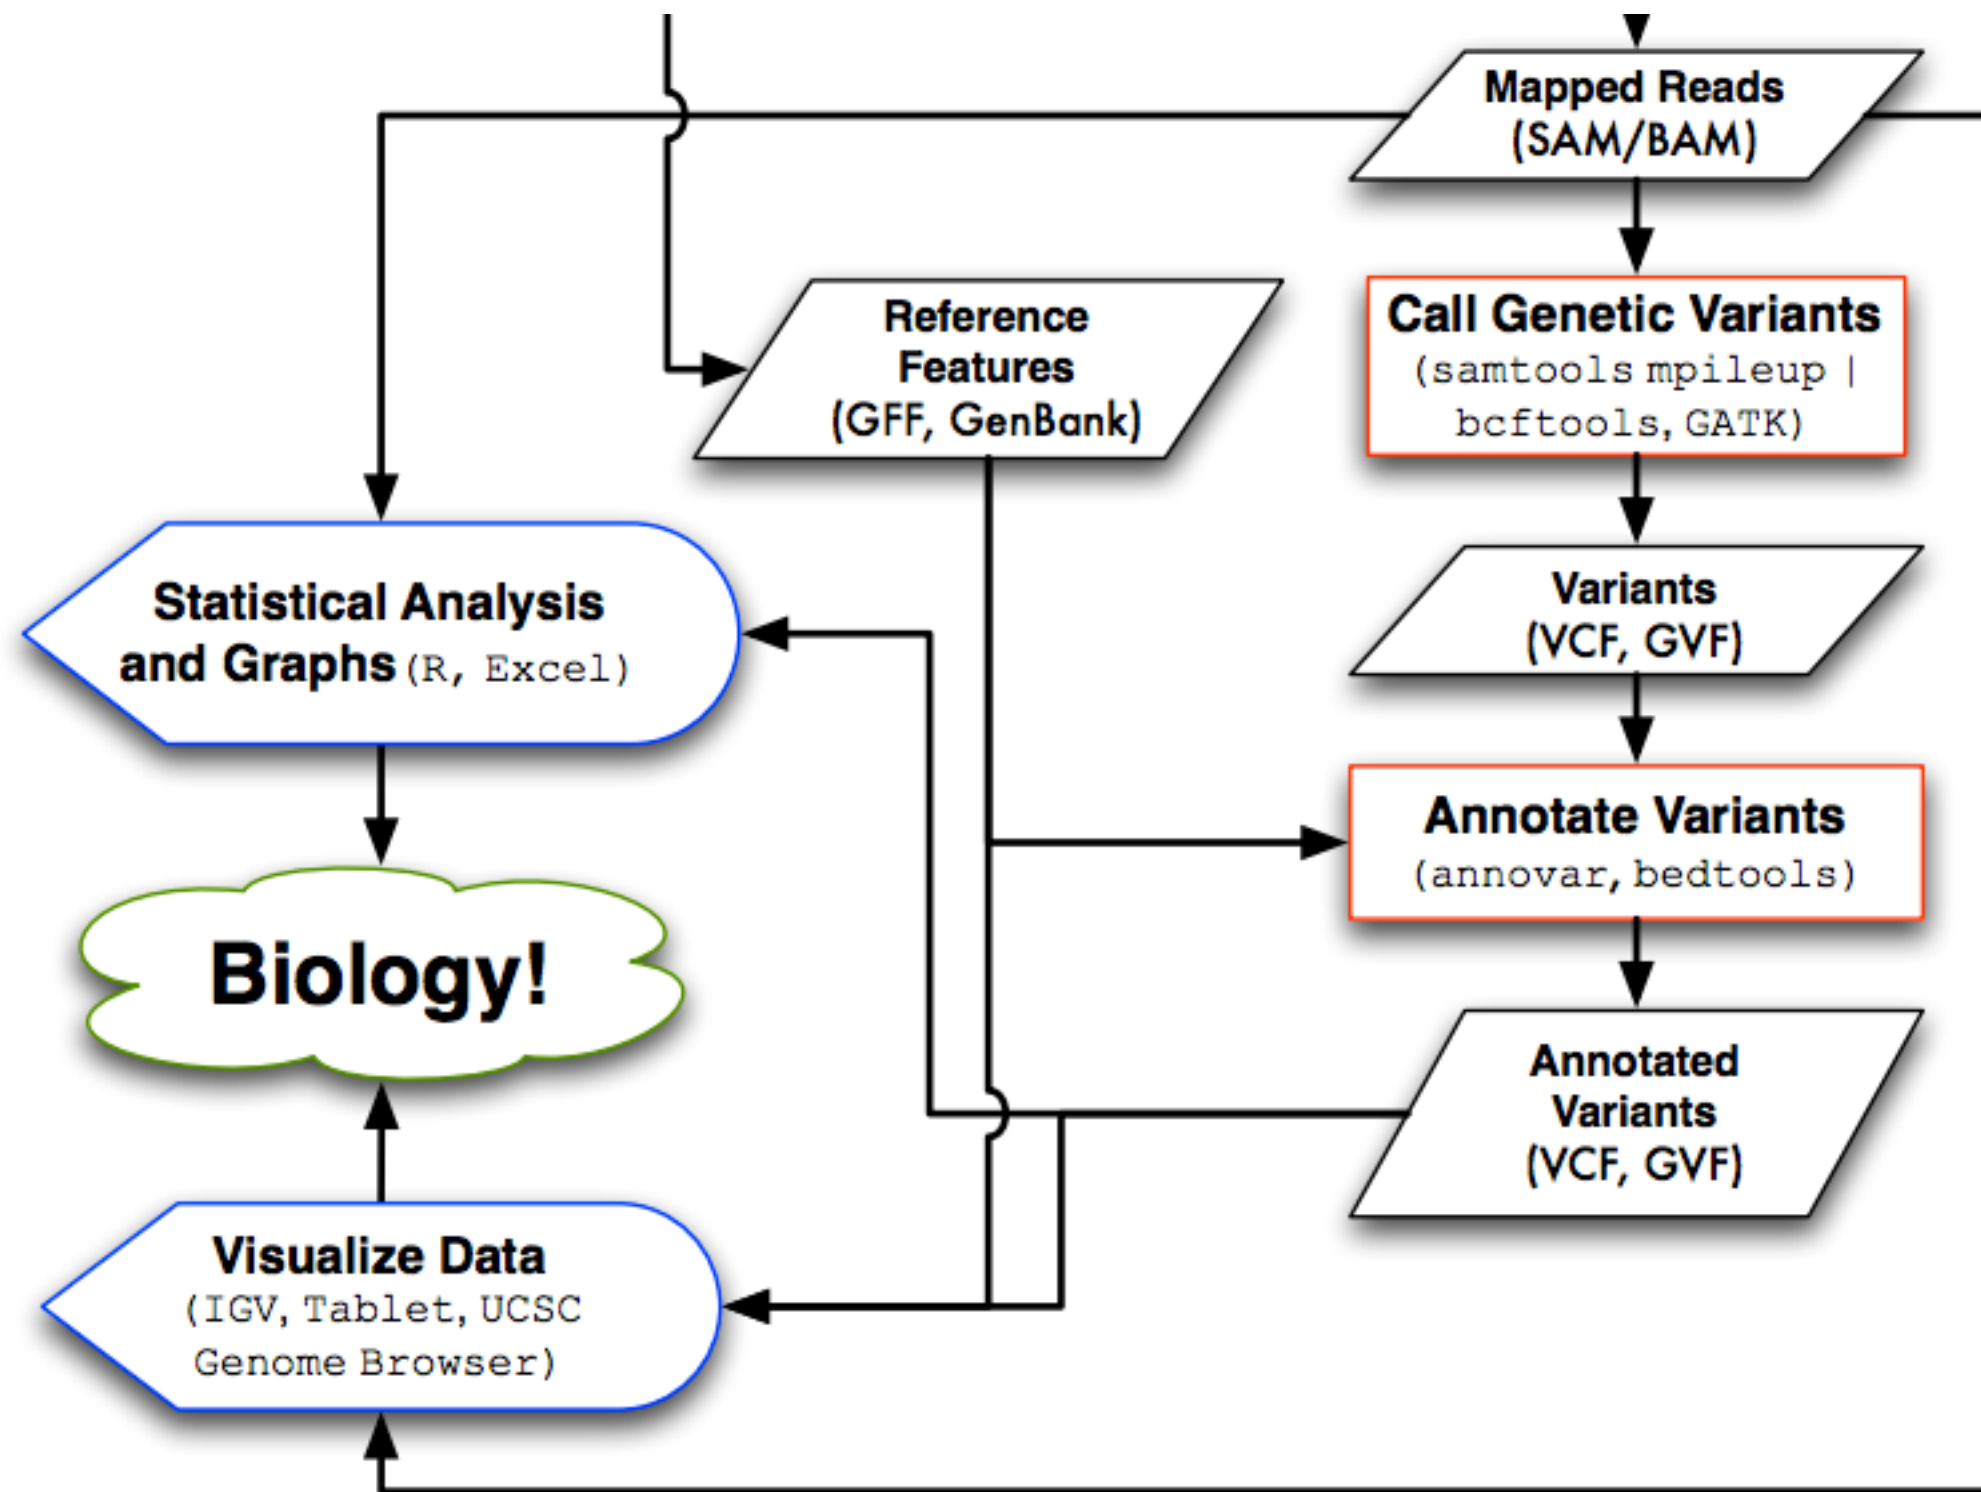 Mapped Reads
(SAM/BAM)
Reference
Features
(GFF, GenBank)
Call Genetic Variants
(samtools mpileup |
bcftools, GATK)
Statistical Analysis
and Graphs (R, Excel)
Variants
(VCF, GVF)
Annotate Variants
(annovar, bedtools)
Biology!
Annotated
Variants
(VCF, GVF)
Visualize Data
(IGV, Tablet, UCSC
Genome Browser)